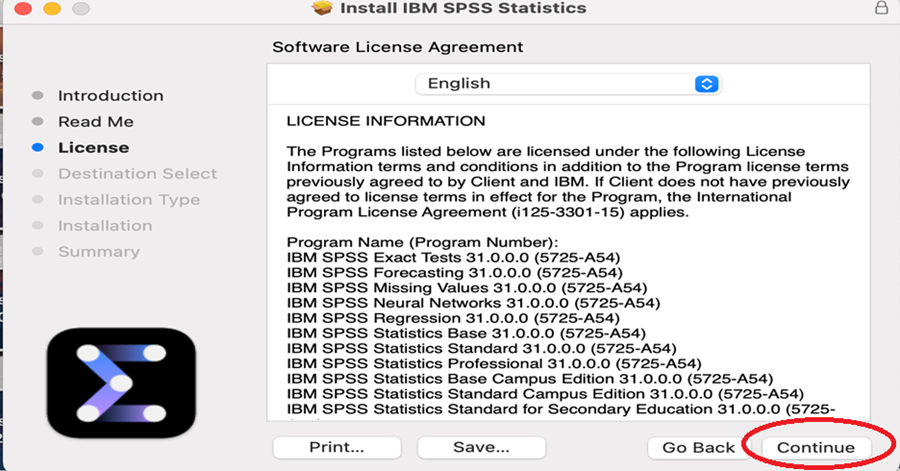 Install IBM SPSS Statistics
Software License Agreement
Introduction
Read Me
License
Destination Select
Installation Type
Installation
Summary
English
LICENSE INFORMATION
The Programs listed below are licensed under the following License
Information terms and conditions in addition to the Program license terms
previously agreed to by Client and IBM. If Client does not have previously
agreed to license terms in effect for the Program, the International
Program License Agreement (i125-3301-15) applies.
Program Name (Program Number):
IBM SPSS Exact Tests 31.0.0.0 (5725-A54)
IBM SPSS Forecasting 31.0.0.0 (5725-A54)
IBM SPSS Missing Values 31.0.0.0 (5725-A54)
IBM SPSS Neural Networks 31.0.0.0 (5725-A54)
IBM SPSS Regression 31.0.0.0 (5725-A54)
IBM SPSS Statistics Base 31.0.0.0 (5725-A54)
IBM SPSS Statistics Standard 31.0.0.0 (5725-A54)
IBM SPSS Statistics Professional 31.0.0.0 (5725-A54)
IBM SPSS Statistics Base Campus Edition 31.0.0.0 (5725-A54)
IBM SPSS Statistics Standard Campus Edition 31.0.0.0 (5725-A54)
IBM SPSS Statistics Standard for Secondary Education 31.0.0.0 (5725-
Print...
Save...
Go Back
Continue